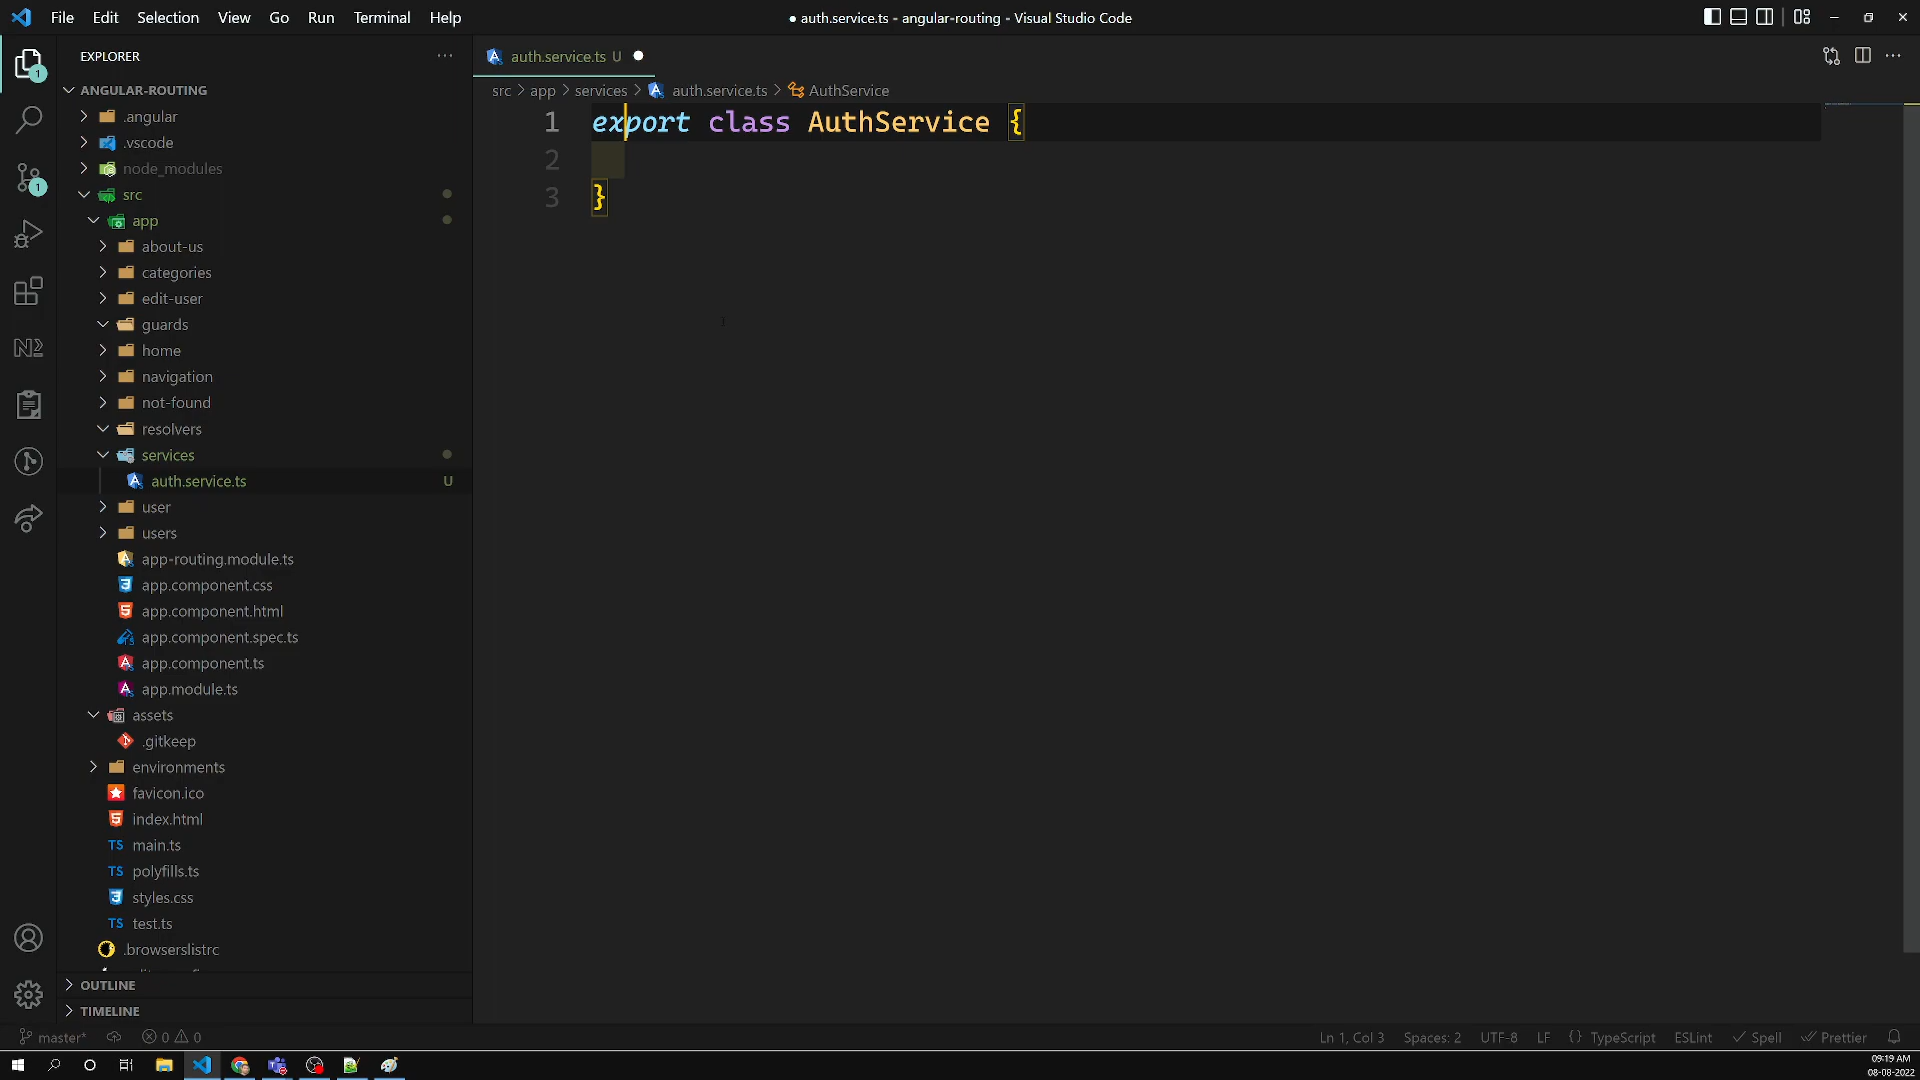 File Edit Selection View Go Run Terminal Help
● auth.service.ts - angular-routing - Visual Studio Code
EXPLORER
auth.service.ts U
1
ANGULAR-ROUTING
src > app > services > auth.service.ts > AuthService
.angular
1 export class AuthService {
.vscode
2
node_modules
1
src
3 }
app
about-us
categories
edit-user
guards
home
navigation
not-found
resolvers
services
auth.service.ts U
user
users
app-routing.module.ts
app.component.css
app.component.html
app.component.spec.ts
app.component.ts
app.module.ts
assets
.gitkeep
environments
favicon.ico
index.html
TS main.ts
TS polyfills.ts
styles.css
TS test.ts
.browserslistrc
OUTLINE
TIMELINE
master* 0 0 Ln 1, Col 3 Spaces: 2 UTF-8 LF {} TypeScript ESLint Spell Prettier
09:19 AM
08-08-2022